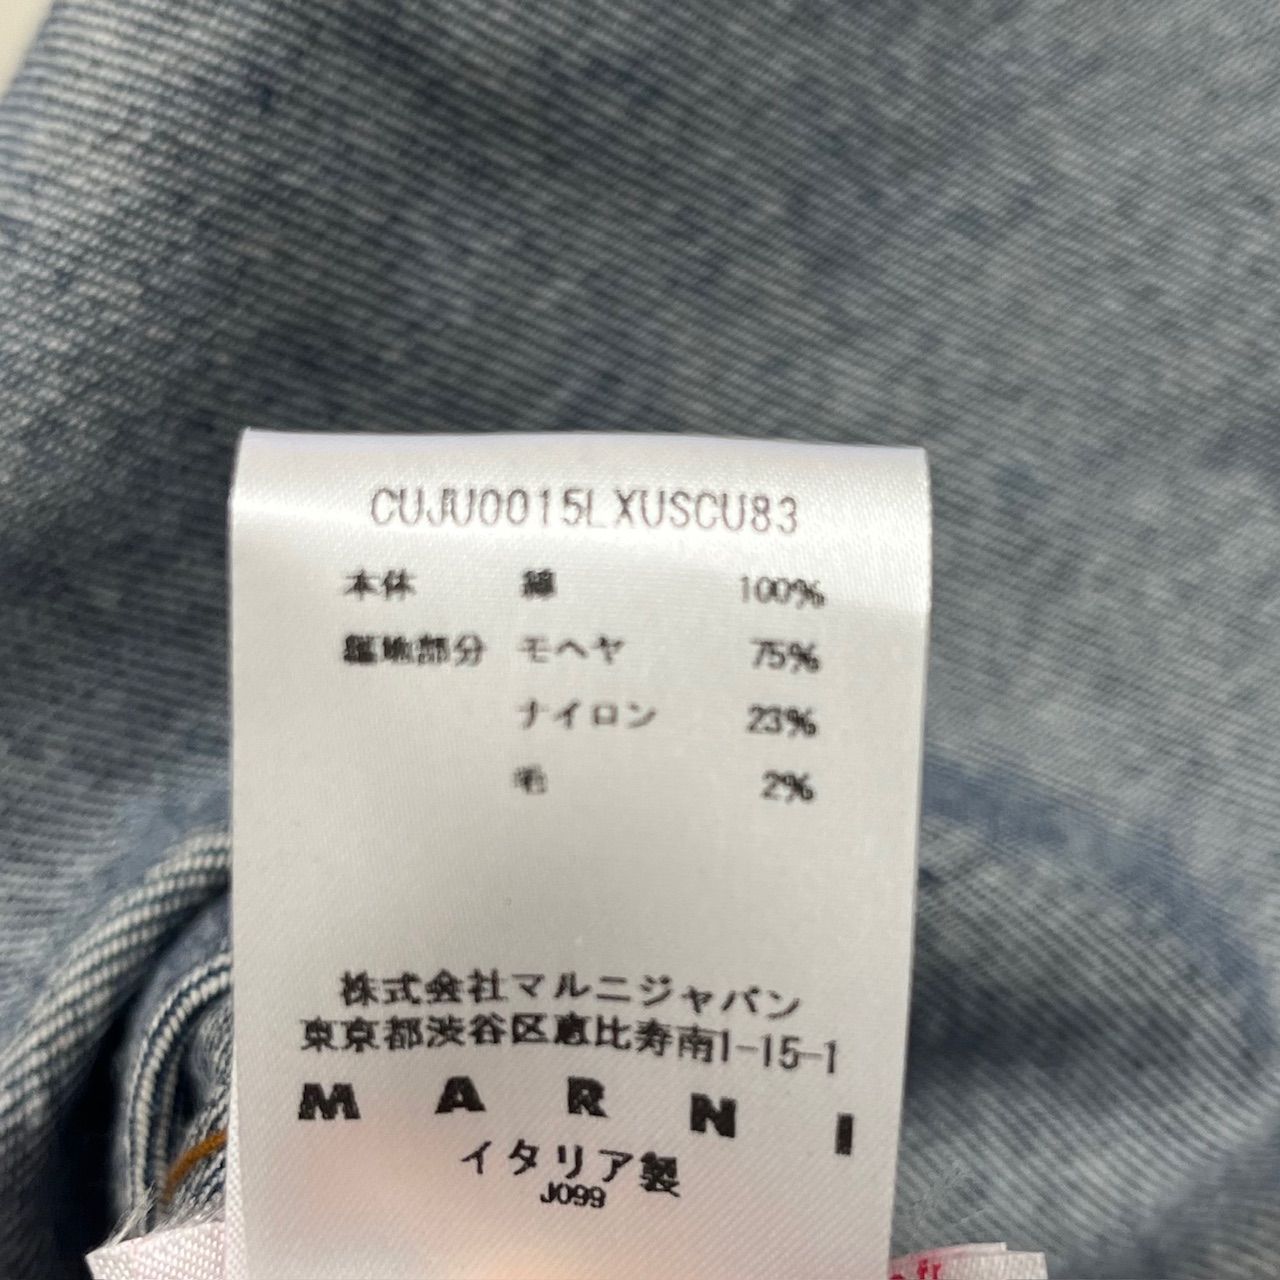 CUJU0015LXUSCU83
本体 綿 100%
部分 モヘヤ 75%
ナイロン 23%
毛 2%
株式会社マルニジャパン
東京都渋谷区恵比寿南1-15-1
MARNI
イタリア製
J099